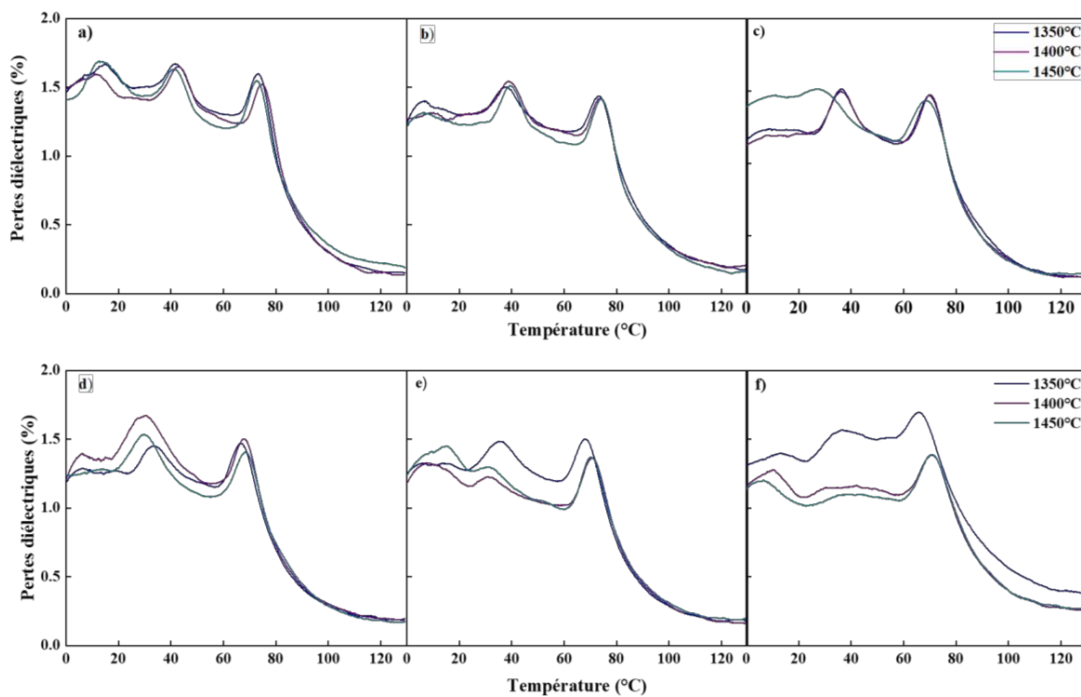 Pertes diélectriques (%)
2.0
1.5
1.0
0.5
0.0
a)
b)
c)
1350°C
1400°C
1450°C
0 20 40 60 80 100 120
0 20 40 60 80 100 120
0 20 40 60 80 100 120
Température (°C)
Pertes diélectriques (%)
2.0
1.5
1.0
0.5
0.0
d)
e)
f)
1350°C
1400°C
1450°C
0 20 40 60 80 100 120
0 20 40 60 80 100 120
0 20 40 60 80 100 120
Température (°C)